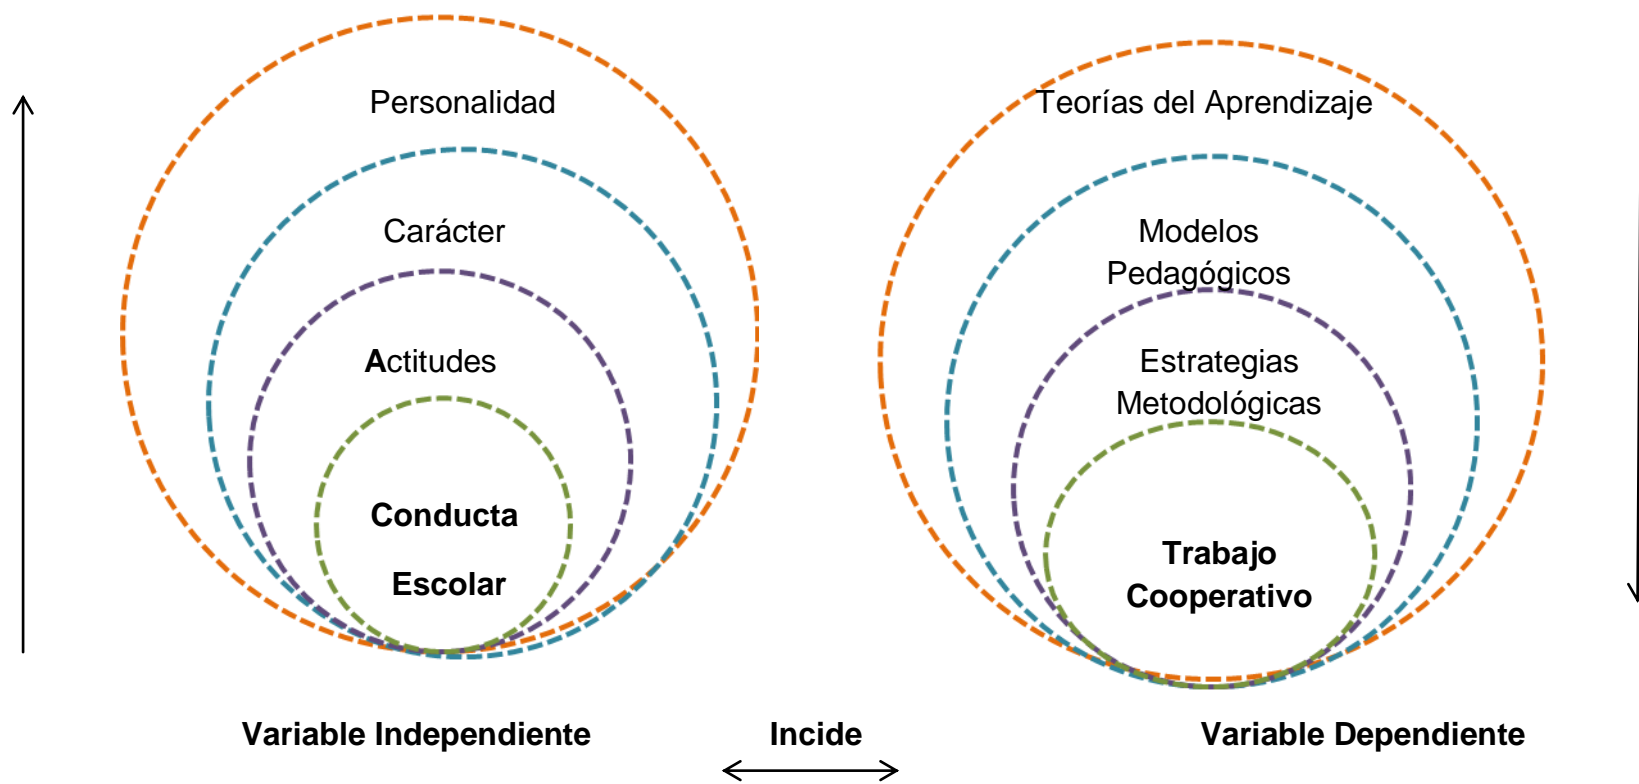 Personalidad
Carácter
Actitudes
Conducta
Escolar
Teorías del Aprendizaje
Modelos
Pedagógicos
Estrategias
Metodológicas
Trabajo
Cooperativo
Variable Independiente
Incide
Variable Dependiente